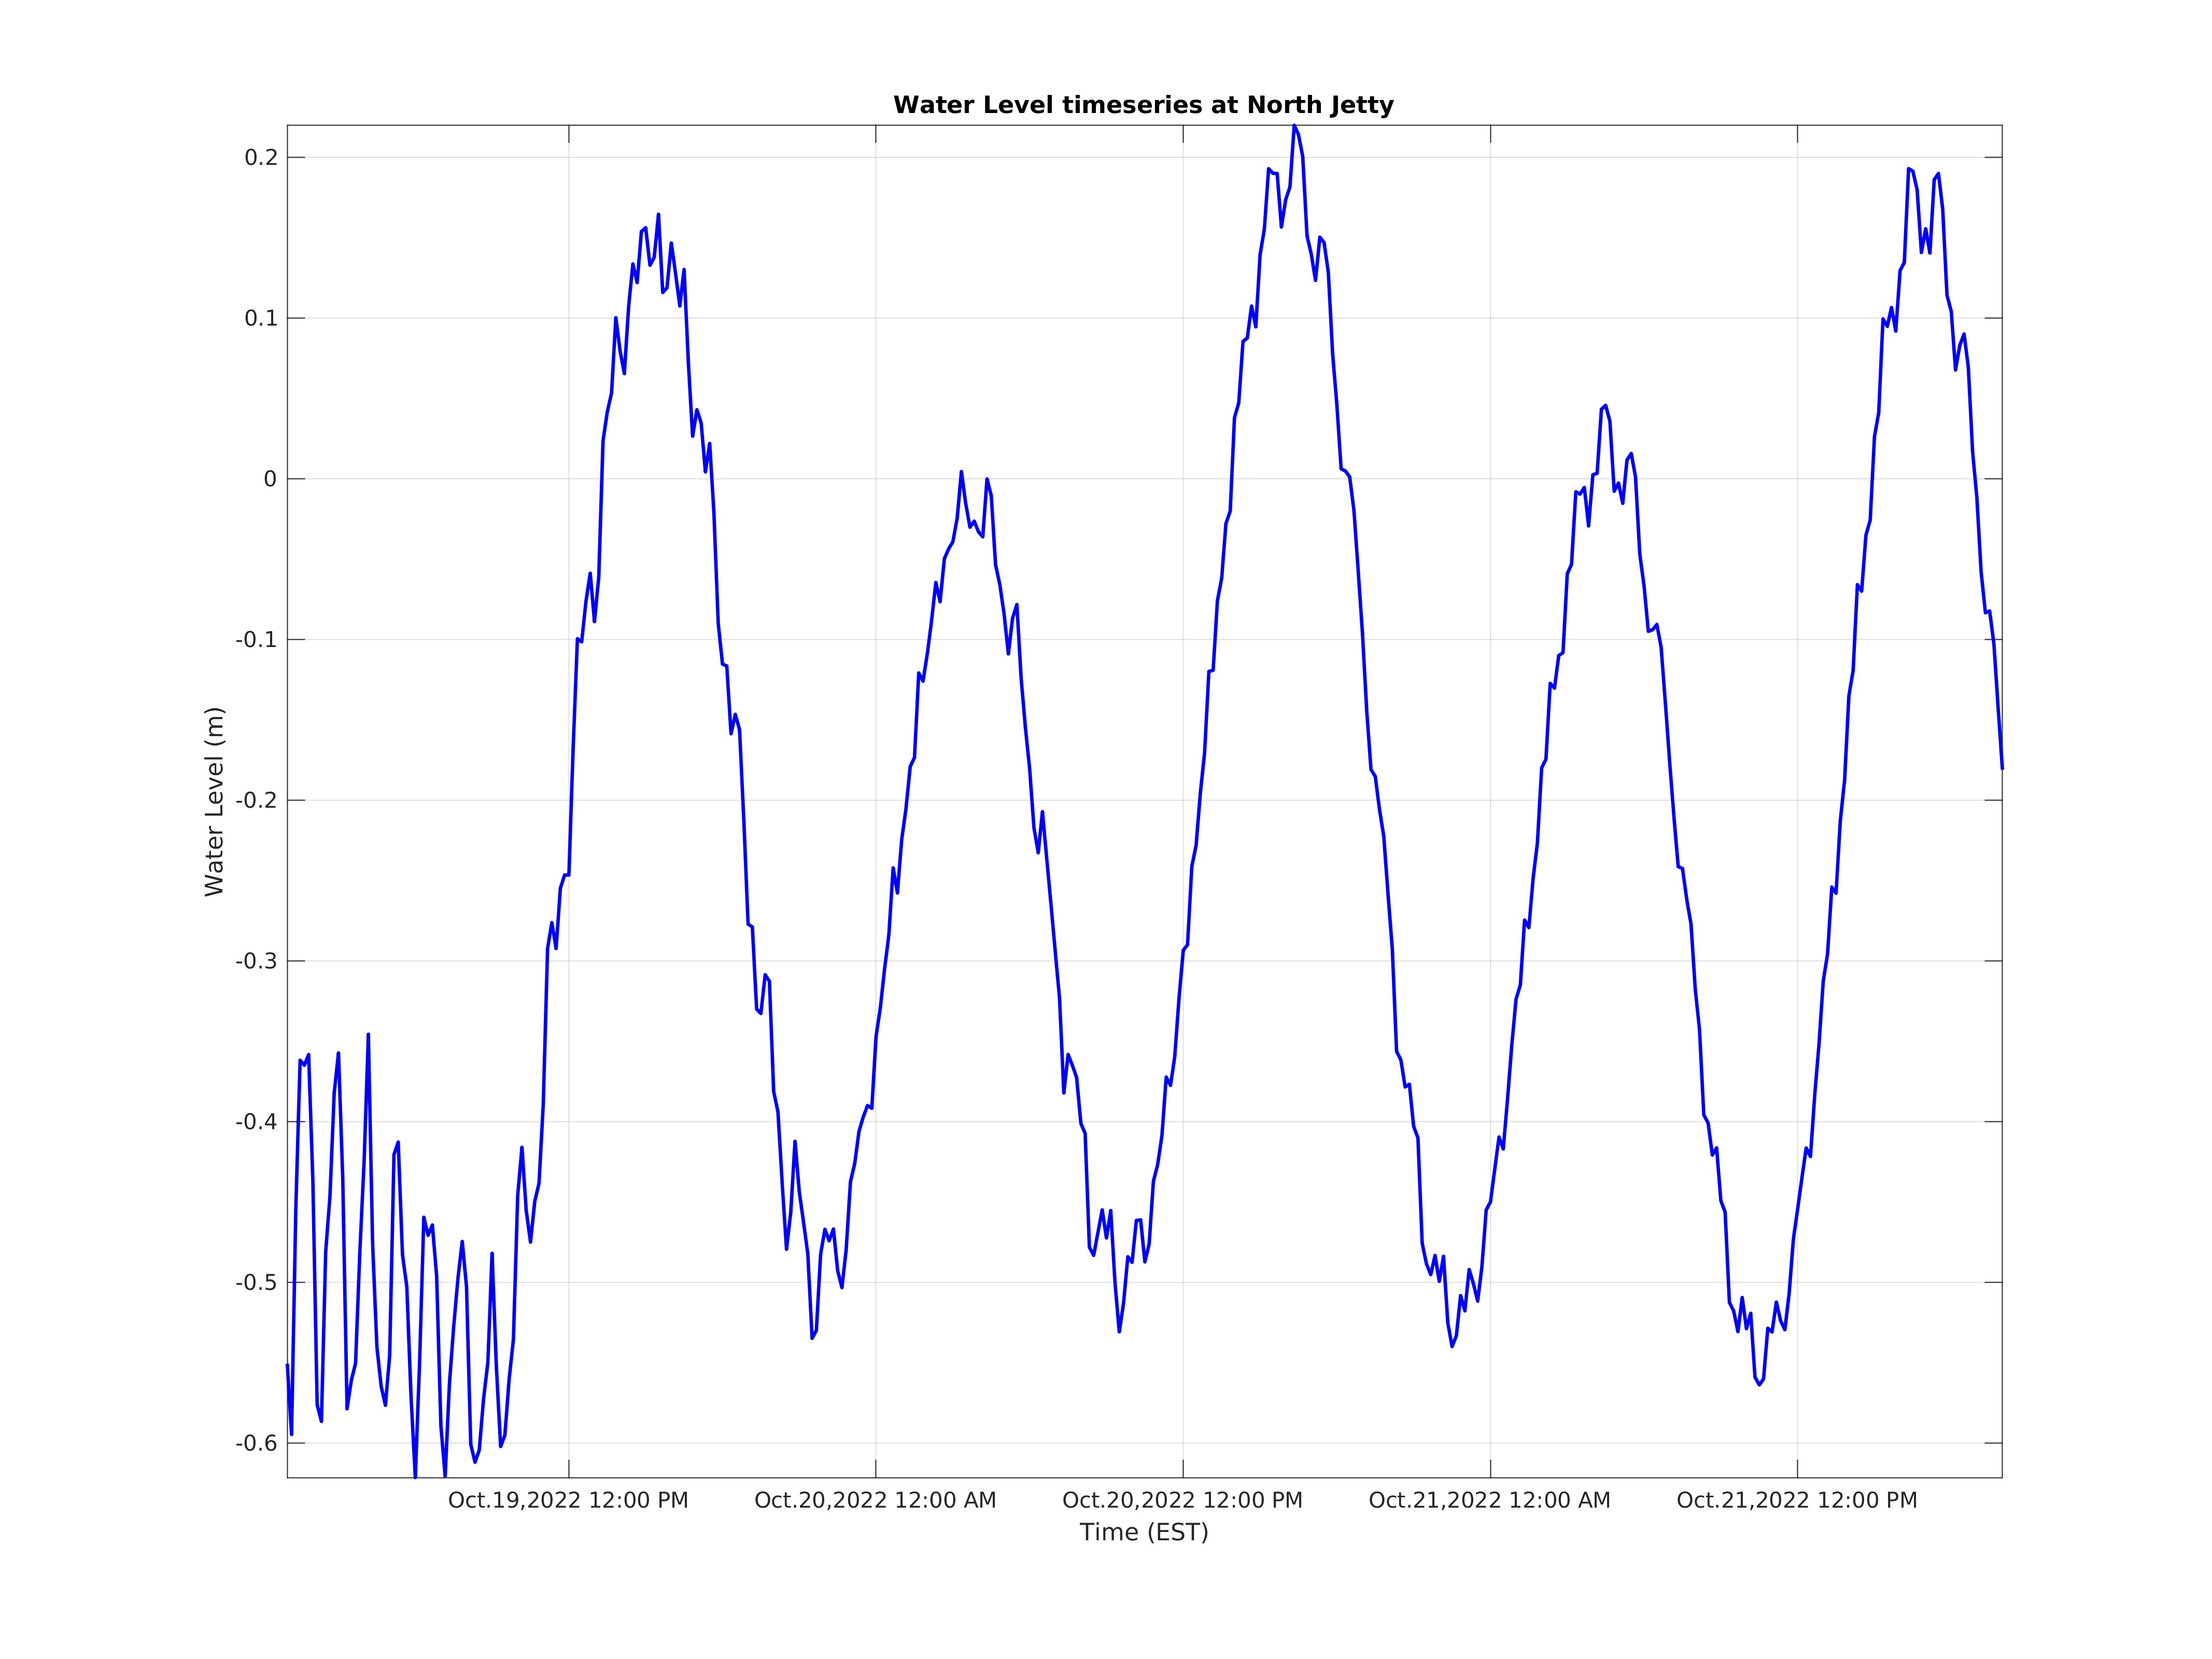 Water Level timeseries at North Jetty
0.2
0.1
0
-0.1
-0.2
-0.3
-0.4
-0.5
-0.6
Water Level (m)
Oct.19,2022 12:00 PM
Oct.20,2022 12:00 AM
Oct.20,2022 12:00 PM
Oct.21,2022 12:00 AM
Oct.21,2022 12:00 PM
Time (EST)